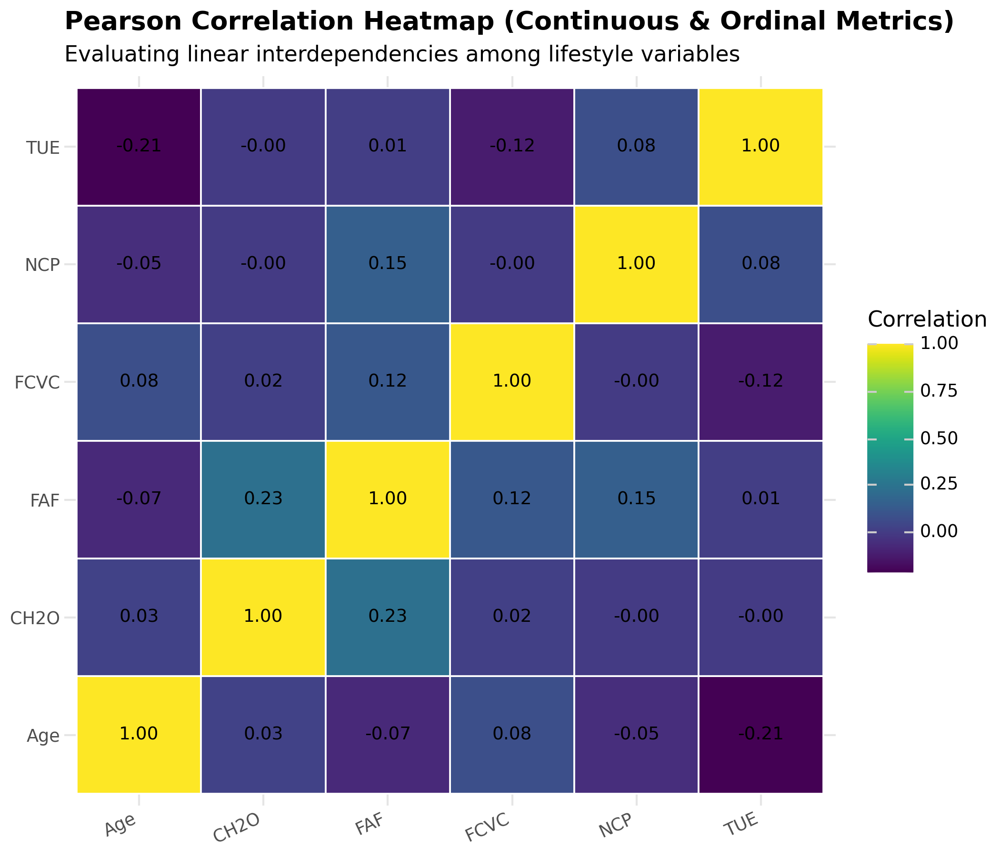 Pearson Correlation Heatmap (Continuous & Ordinal Metrics)
Evaluating linear interdependencies among lifestyle variables
TUE -0.21 -0.00 0.01 -0.12 0.08 1.00
NCP -0.05 -0.00 0.15 -0.00 1.00 0.08
FCVC 0.08 0.02 0.12 1.00 -0.00 -0.12
FAF -0.07 0.23 1.00 0.12 0.15 0.01
CH2O 0.03 1.00 0.23 0.02 -0.00 -0.00
Age 1.00 0.03 -0.07 0.08 -0.05 -0.21
Age CH2O FAF FCVC NCP TUE
Correlation
1.00
0.75
0.50
0.25
0.00